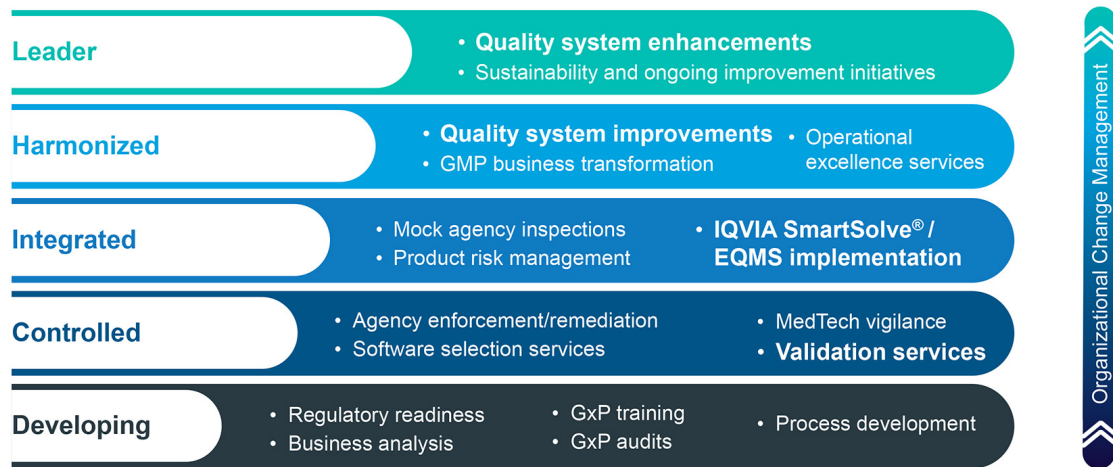 Leader
• Quality system enhancements
• Sustainability and ongoing improvement initiatives
Harmonized
• Quality system improvements
• GMP business transformation
• Operational
excellence services
Integrated
• Mock agency inspections
• Product risk management
• IQVIA SmartSolve® /
EQMS implementation
Controlled
• Agency enforcement/remediation
• Software selection services
• MedTech vigilance
• Validation services
Developing
• Regulatory readiness
• Business analysis
• GxP training
• GxP audits
• Process development
Organizational Change Management